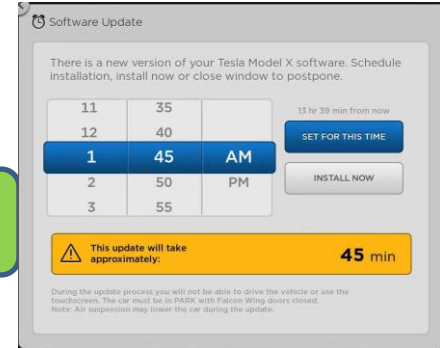 Software Update
There is a new version of your Tesla Model X software. Schedule
installation, install now or close window to postpone.
11 35
12 40
1 45 AM
2 50 PM
3 55
13 hr 39 min from now
SET FOR THIS TIME
INSTALL NOW
This update will take
approximately:
45 min
During the update process you will not be able to drive the vehicle or use the
touchscreen. The car must be in PARK with Falcon Wing doors closed.
Note: Air suspension may lower the car during the update.